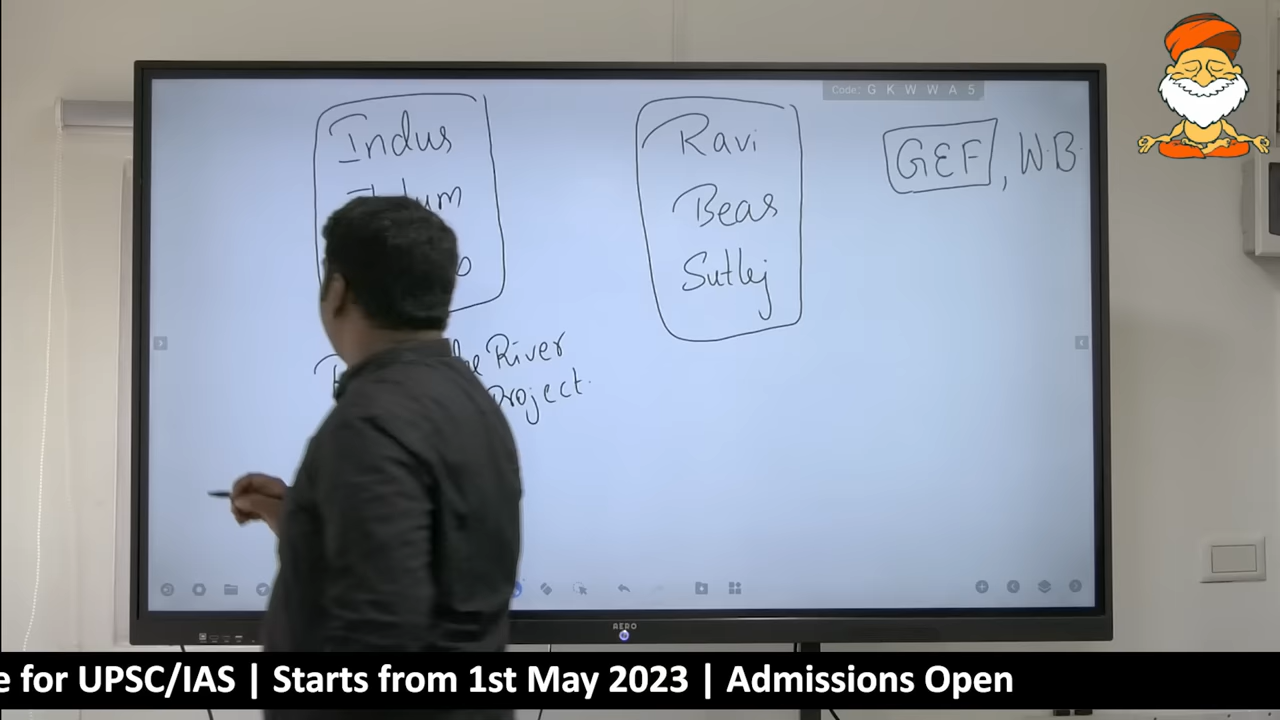 Code: G K W W A 5
Indus
Ravi
Beas
Sutlej
GEF, W.B.
River
Project.
AERO
e for UPSC/IAS | Starts from 1st May 2023 | Admissions Open